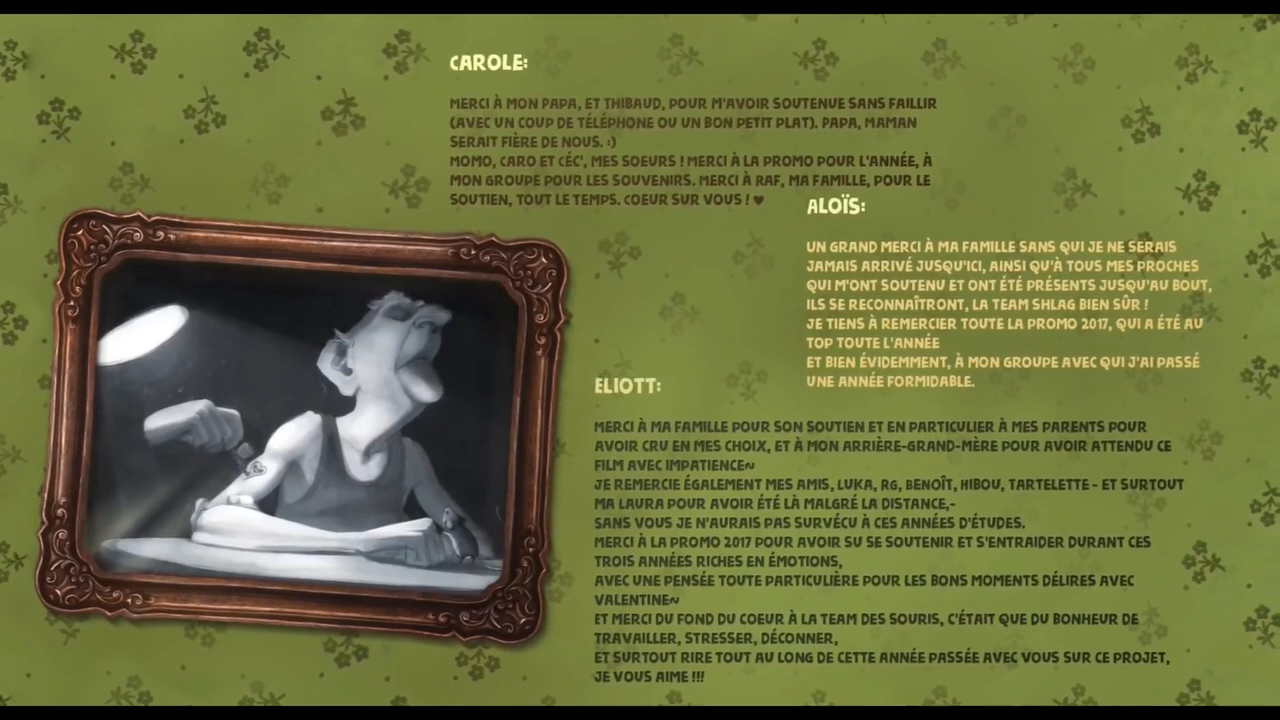 CAROLE:
MERCI À MON PAPA, ET THIBAUD, POUR M'AVOIR SOUTENUE SANS FAILLIR
(AVEC UN COUP DE TÉLÉPHONE OU UN BON PETIT PLAT). PAPA, MAMAN
SERAIT FIÈRE DE NOUS. :)
MOMO, CARO ET CÉC', MES SOEURS ! MERCI À LA PROMO POUR L'ANNÉE, À
MON GROUPE POUR LES SOUVENIRS. MERCI À RAF, MA FAMILLE, POUR LE
SOUTIEN, TOUT LE TEMPS. COEUR SUR VOUS ! ♥
ALOÏS:
UN GRAND MERCI À MA FAMILLE SANS QUI JE NE SERAIS
JAMAIS ARRIVÉ JUSQU'ICI, AINSI QU'À TOUS MES PROCHES
QUI M'ONT SOUTENU ET ONT ÉTÉ PRÉSENTS JUSQU'AU BOUT,
ILS SE RECONNAÎTRONT, LA TEAM SHLAG BIEN SÛR !
JE TIENS À REMERCIER TOUTE LA PROMO 2017, QUI A ÉTÉ AU
TOP TOUTE L'ANNÉE
ET BIEN ÉVIDEMMENT, À MON GROUPE AVEC QUI J'AI PASSÉ
UNE ANNÉE FORMIDABLE.
ELIOTT:
MERCI À MA FAMILLE POUR SON SOUTIEN ET EN PARTICULIER À MES PARENTS POUR
AVOIR CRU EN MES CHOIX, ET À MON ARRIÈRE-GRAND-MÈRE POUR AVOIR ATTENDU CE
FILM AVEC IMPATIENCE~
JE REMERCIE ÉGALEMENT MES AMIS, LUKA, RG, BENOÎT, HIBOU, TARTELETTE - ET SURTOUT
MA LAURA POUR AVOIR ÉTÉ LÀ MALGRÉ LA DISTANCE,-
SANS VOUS JE N'AURAIS PAS SURVÉCU À CES ANNÉES D'ÉTUDES.
MERCI À LA PROMO 2017 POUR AVOIR SU SE SOUTENIR ET S'ENTRAIDER DURANT CES
TROIS ANNÉES RICHES EN ÉMOTIONS,
AVEC UNE PENSÉE TOUTE PARTICULIÈRE POUR LES BONS MOMENTS DÉLIRES AVEC
VALENTINE~
ET MERCI DU FOND DU COEUR À LA TEAM DES SOURIS, C'ÉTAIT QUE DU BONHEUR DE
TRAVAILLER, STRESSER, DÉCONNER,
ET SURTOUT RIRE TOUT AU LONG DE CETTE ANNÉE PASSÉE AVEC VOUS SUR CE PROJET,
JE VOUS AIME !!!